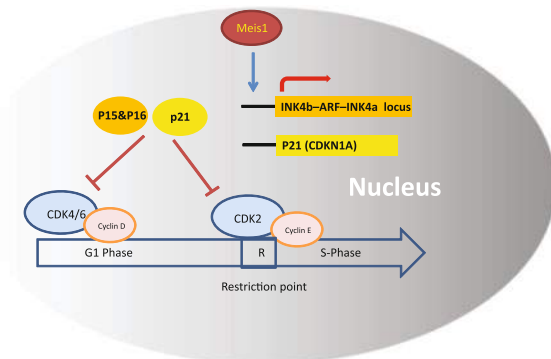 Meis1
INK4b–ARF–INK4a locus
P15&P16
p21
P21 (CDKN1A)
Nucleus
CDK4/6
Cyclin D
CDK2
Cyclin E
G1 Phase
R
S-Phase
Restriction point